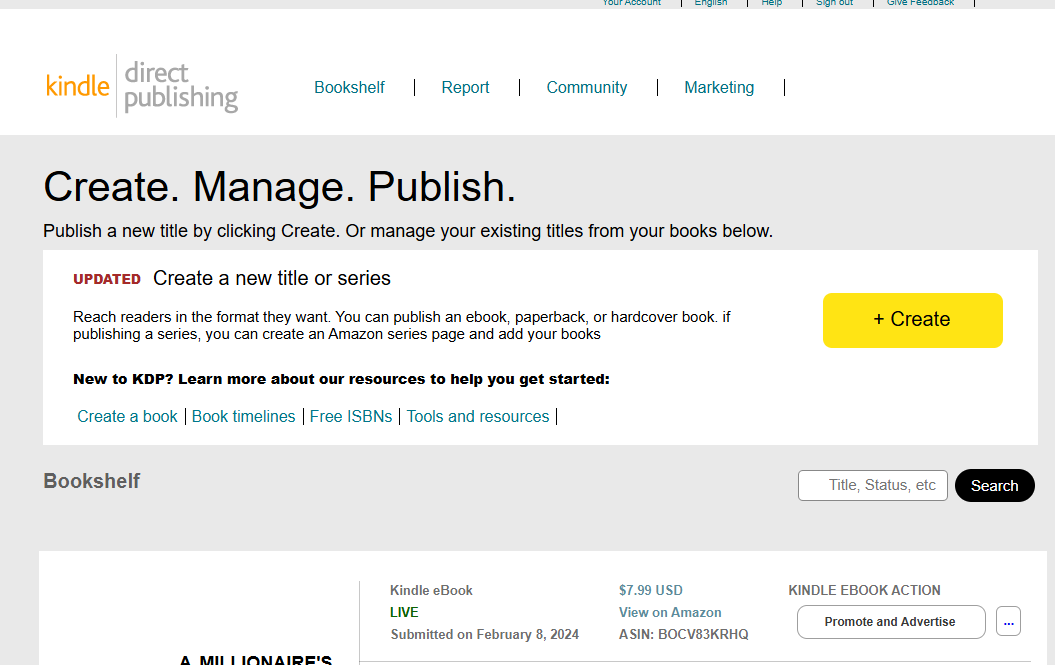 Your Account | English | Help | Sign out | Give Feedback |
kindle direct publishing
Bookshelf | Report | Community | Marketing |
Create. Manage. Publish.
Publish a new title by clicking Create. Or manage your existing titles from your books below.
UPDATED Create a new title or series
Reach readers in the format they want. You can publish an ebook, paperback, or hardcover book. if
publishing a series, you can create an Amazon series page and add your books
+ Create
New to KDP? Learn more about our resources to help you get started:
Create a book | Book timelines | Free ISBNs | Tools and resources |
Bookshelf
Title, Status, etc
Search
Kindle eBook
LIVE
Submitted on February 8, 2024
$7.99 USD
View on Amazon
ASIN: BOCV83KRHQ
KINDLE EBOOK ACTION
Promote and Advertise
...
A MILLIONAIRE'S